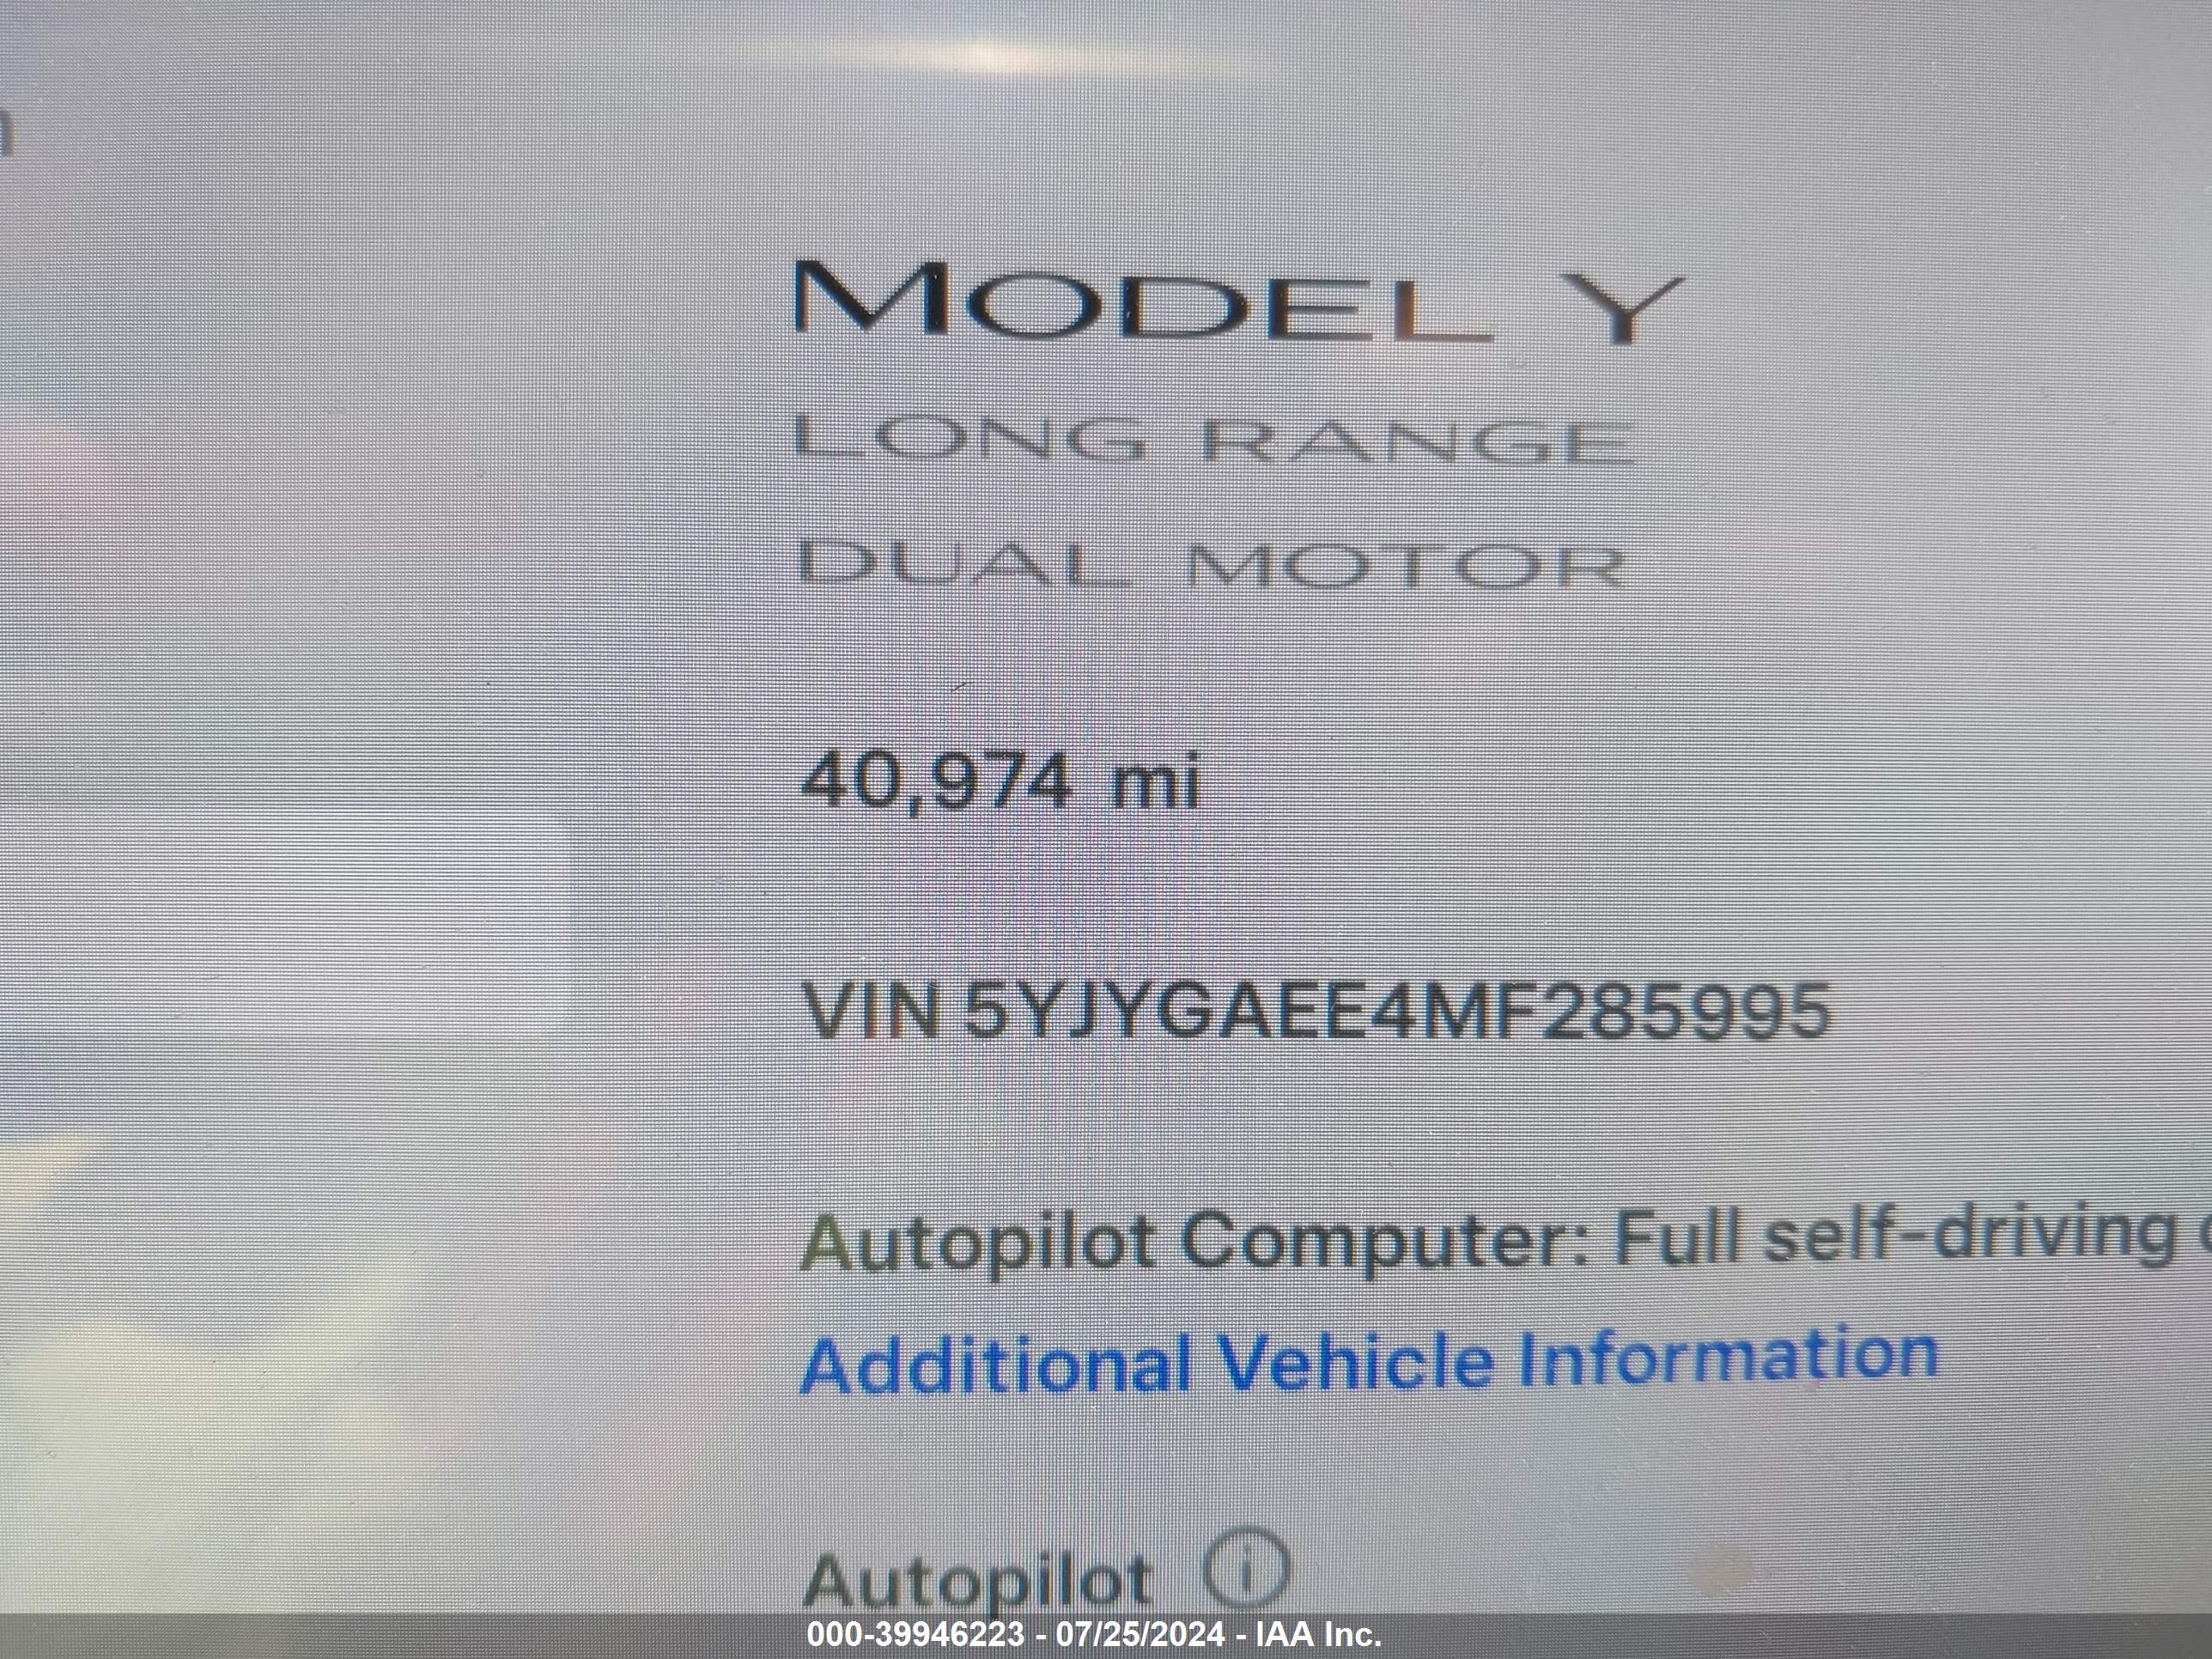 MODEL Y
LONG RANGE
DUAL MOTOR
40,974 mi
VIN 5YJYGAEE4MF285995
Autopilot Computer: Full self-driving
Additional Vehicle Information
Autopilot
000-39946223 - 07/25/2024 - IAA Inc.